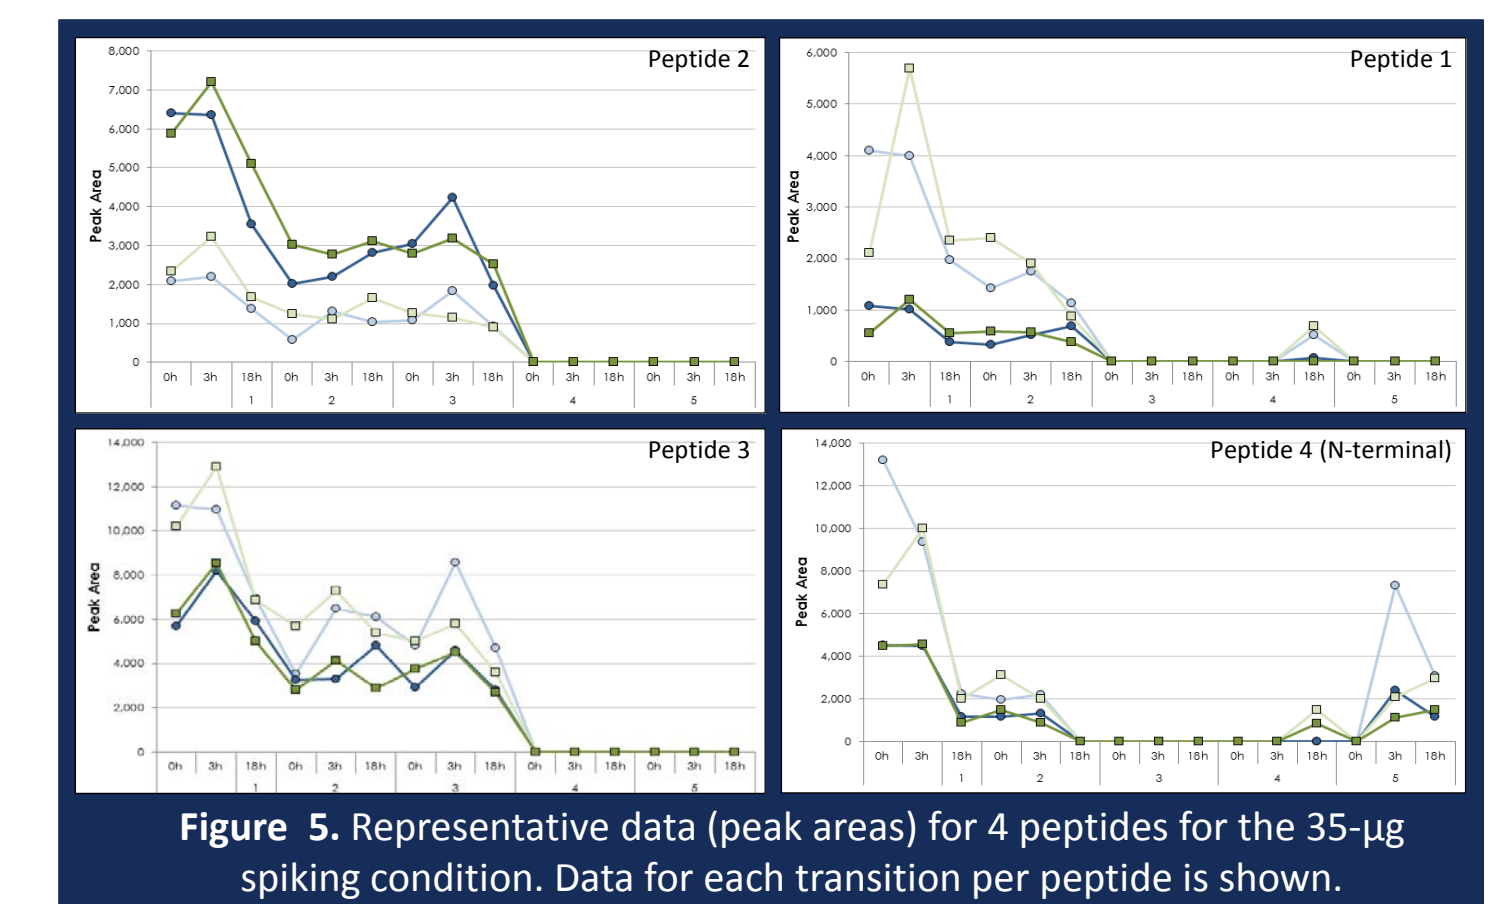 Peptide 2
8,000
7,000
6,000
5,000
4,000
3,000
2,000
1,000
0
Peak Area
0h 3h 18h 0h 3h 18h 0h 3h 18h 0h 3h 18h 0h 3h 18h
1 2 3 4 5
Peptide 1
6,000
5,000
4,000
3,000
2,000
1,000
0
Peak Area
0h 3h 18h 0h 3h 18h 0h 3h 18h 0h 3h 18h 0h 3h 18h
1 2 3 4 5
Peptide 3
14,000
12,000
10,000
8,000
6,000
4,000
2,000
0
Peak Area
0h 3h 18h 0h 3h 18h 0h 3h 18h 0h 3h 18h 0h 3h 18h
1 2 3 4 5
Peptide 4 (N-terminal)
14,000
12,000
10,000
8,000
6,000
4,000
2,000
0
Peak Area
0h 3h 18h 0h 3h 18h 0h 3h 18h 0h 3h 18h 0h 3h 18h
1 2 3 4 5
Figure 5. Representative data (peak areas) for 4 peptides for the 35-µg
spiking condition. Data for each transition per peptide is shown.